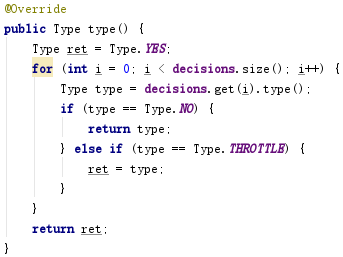 @Override
public Type type() {
    Type ret = Type.YES;
    for (int i = 0; i < decisions.size(); i++) {
        Type type = decisions.get(i).type();
        if (type == Type.NO) {
            return type;
        } else if (type == Type.THROTTLE) {
            ret = type;
        }
    }
    return ret;
}